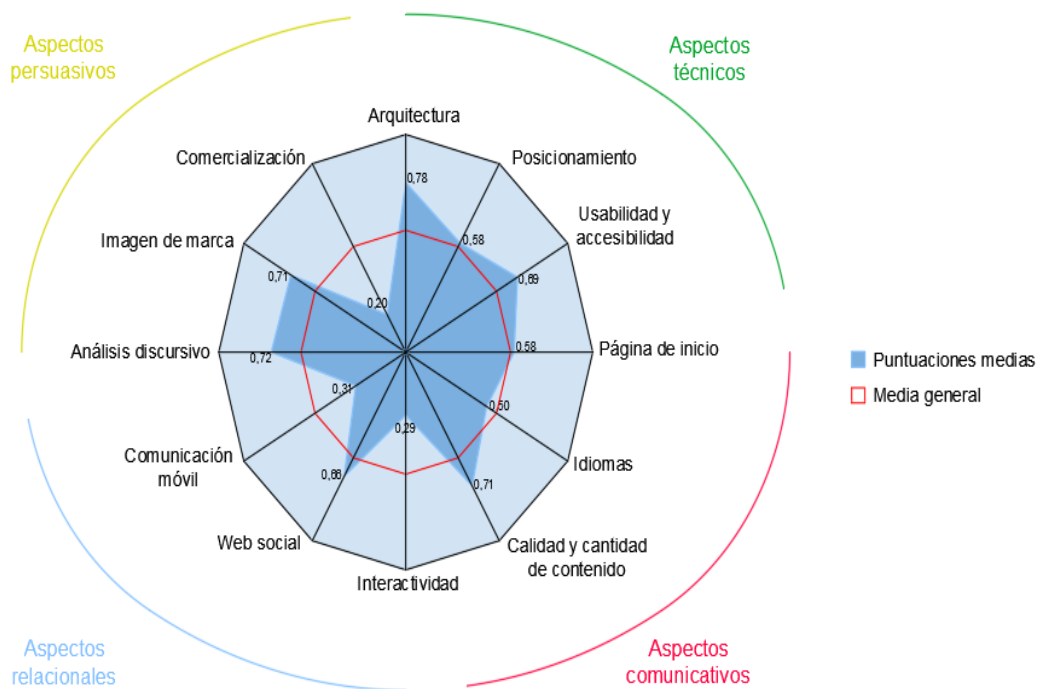 Aspectos
persuasivos
Aspectos
técnicos
Arquitectura
Comercialización
Posicionamiento
Usabilidad y
accesibilidad
Imagen de marca
Análisis discursivo
Página de inicio
Comunicación
móvil
Idiomas
Web social
Calidad y cantidad
de contenido
Interactividad
0,78
0,58
0,69
0,58
0,50
0,71
0,29
0,68
0,31
0,72
0,71
0,20
Puntuaciones medias
Media general
Aspectos
relacionales
Aspectos
comunicativos